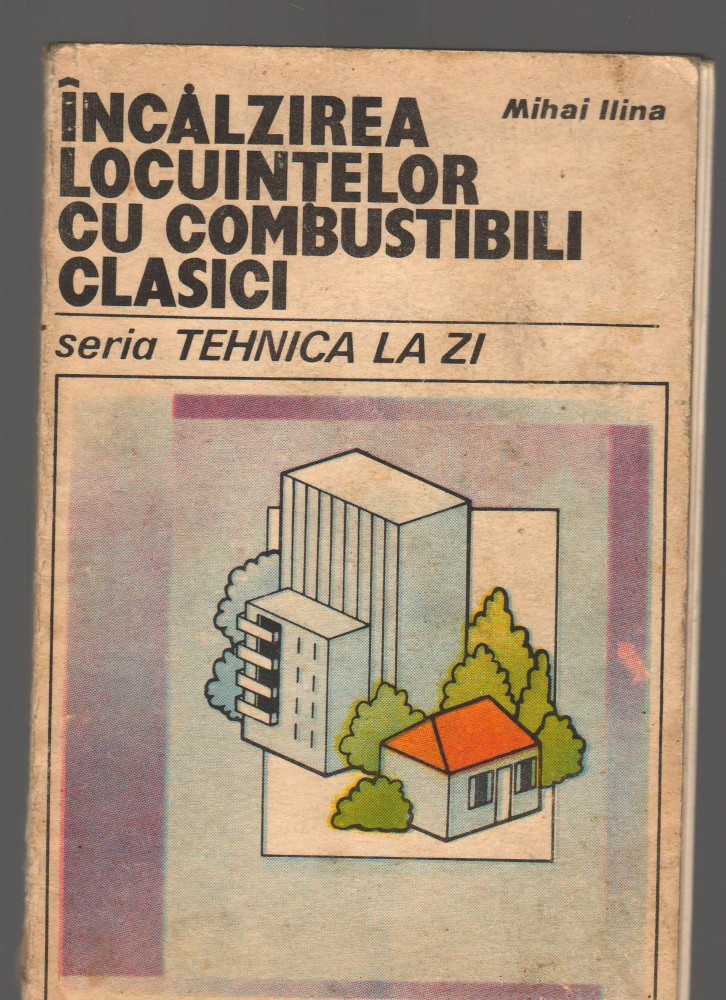 Mihai Ilina
ÎNCĂLZIREA
LOCUINȚELOR
CU COMBUSTIBILI
CLASICI
seria TEHNICA LA ZI